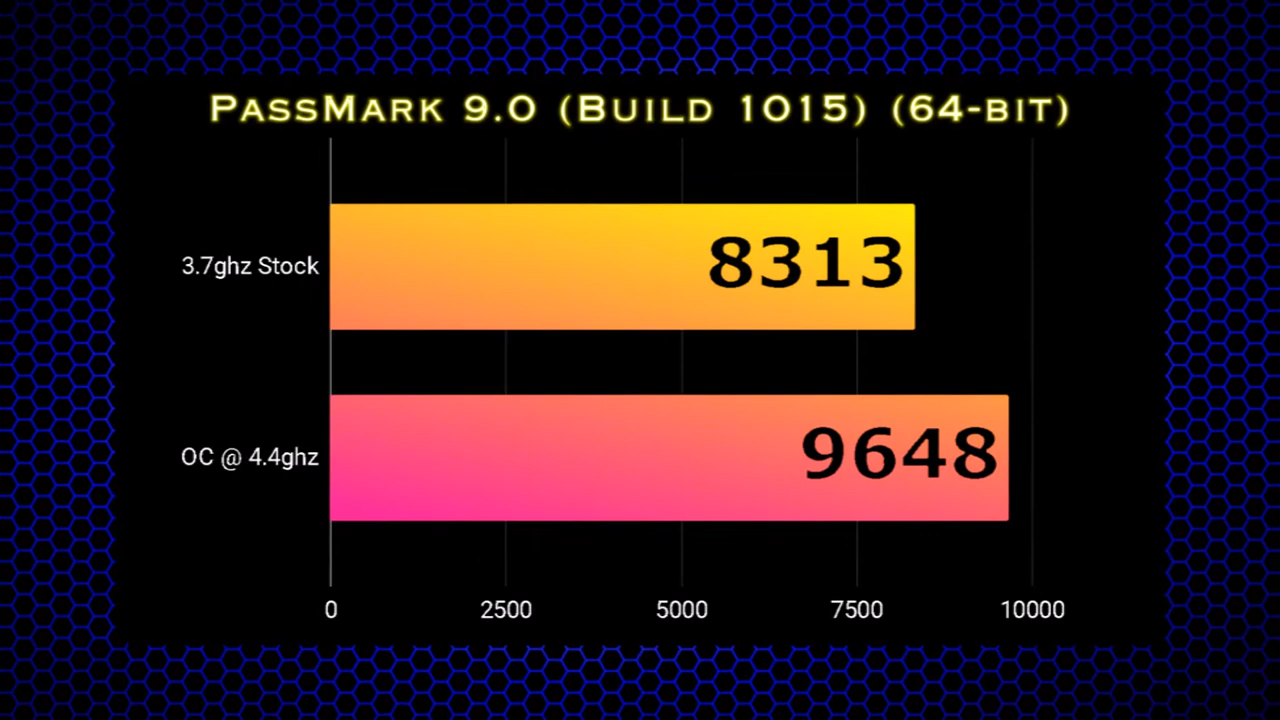 PassMark 9.0 (Build 1015) (64-bit)
3.7ghz Stock
8313
OC @ 4.4ghz
9648
0 2500 5000 7500 10000